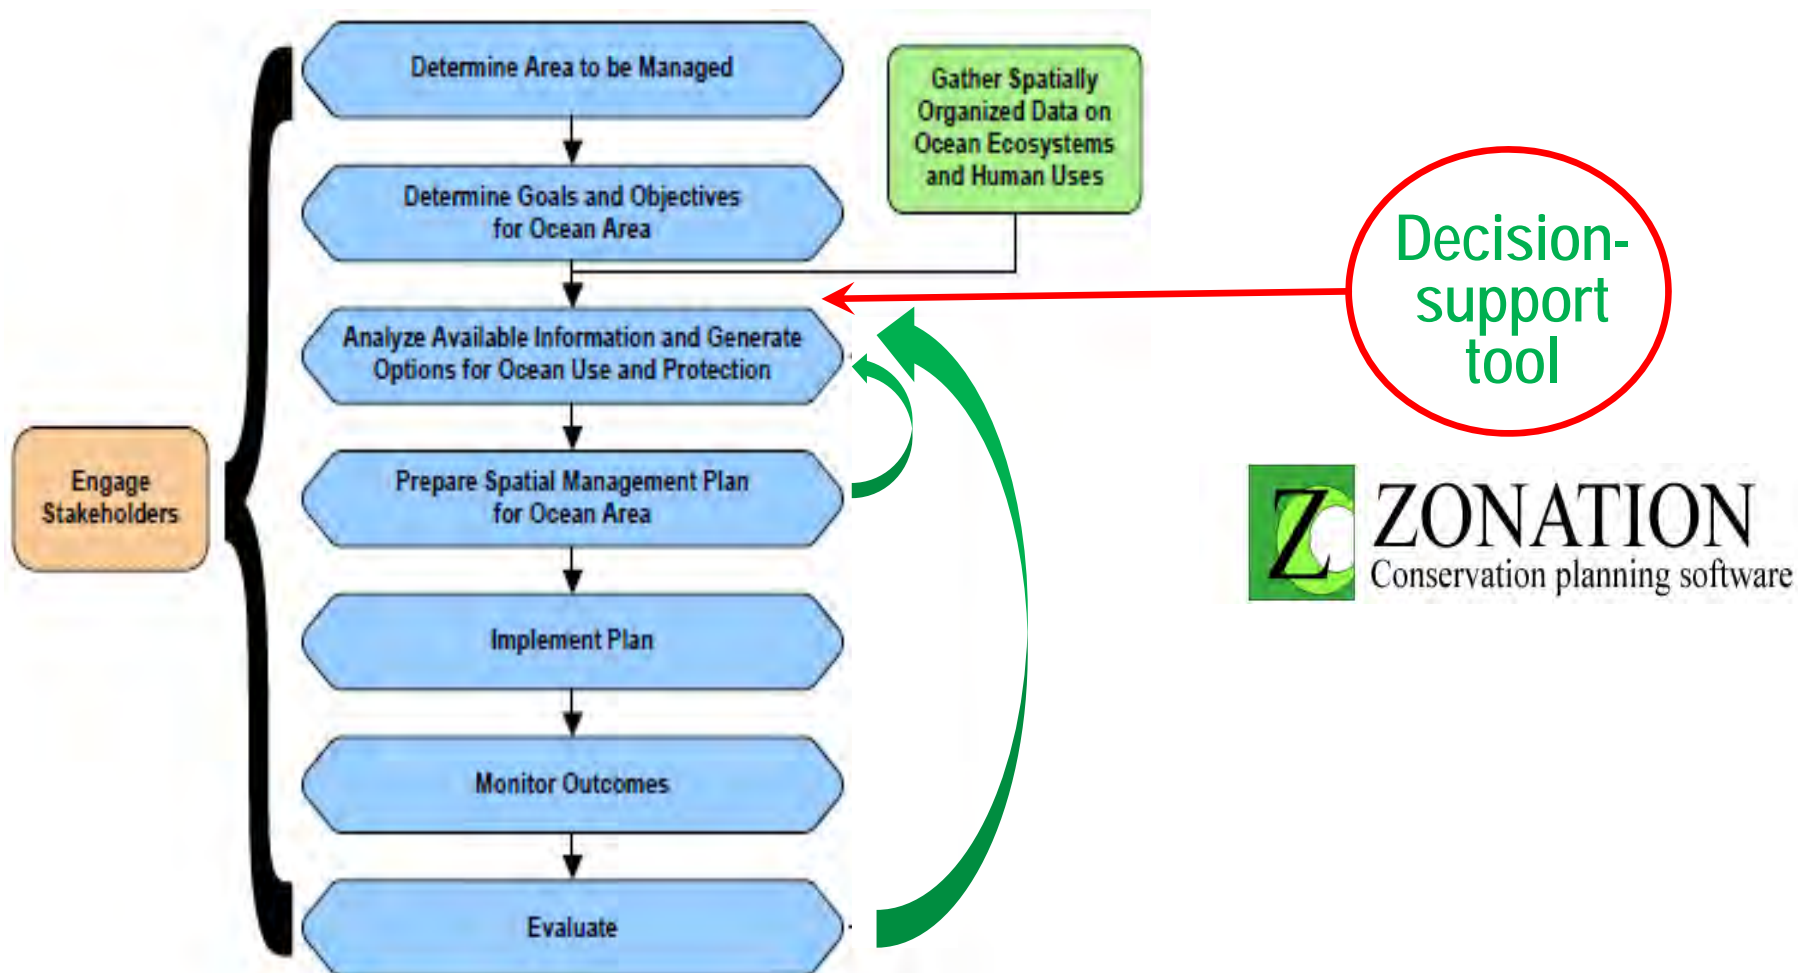 Determine Area to be Managed
Gather Spatially
Organized Data on
Ocean Ecosystems
and Human Uses
Determine Goals and Objectives
for Ocean Area
Decision-
support
tool
Analyze Available Information and Generate
Options for Ocean Use and Protection
Engage
Stakeholders
Prepare Spatial Management Plan
for Ocean Area
Z
ZONATION
Conservation planning software
Implement Plan
Monitor Outcomes
Evaluate